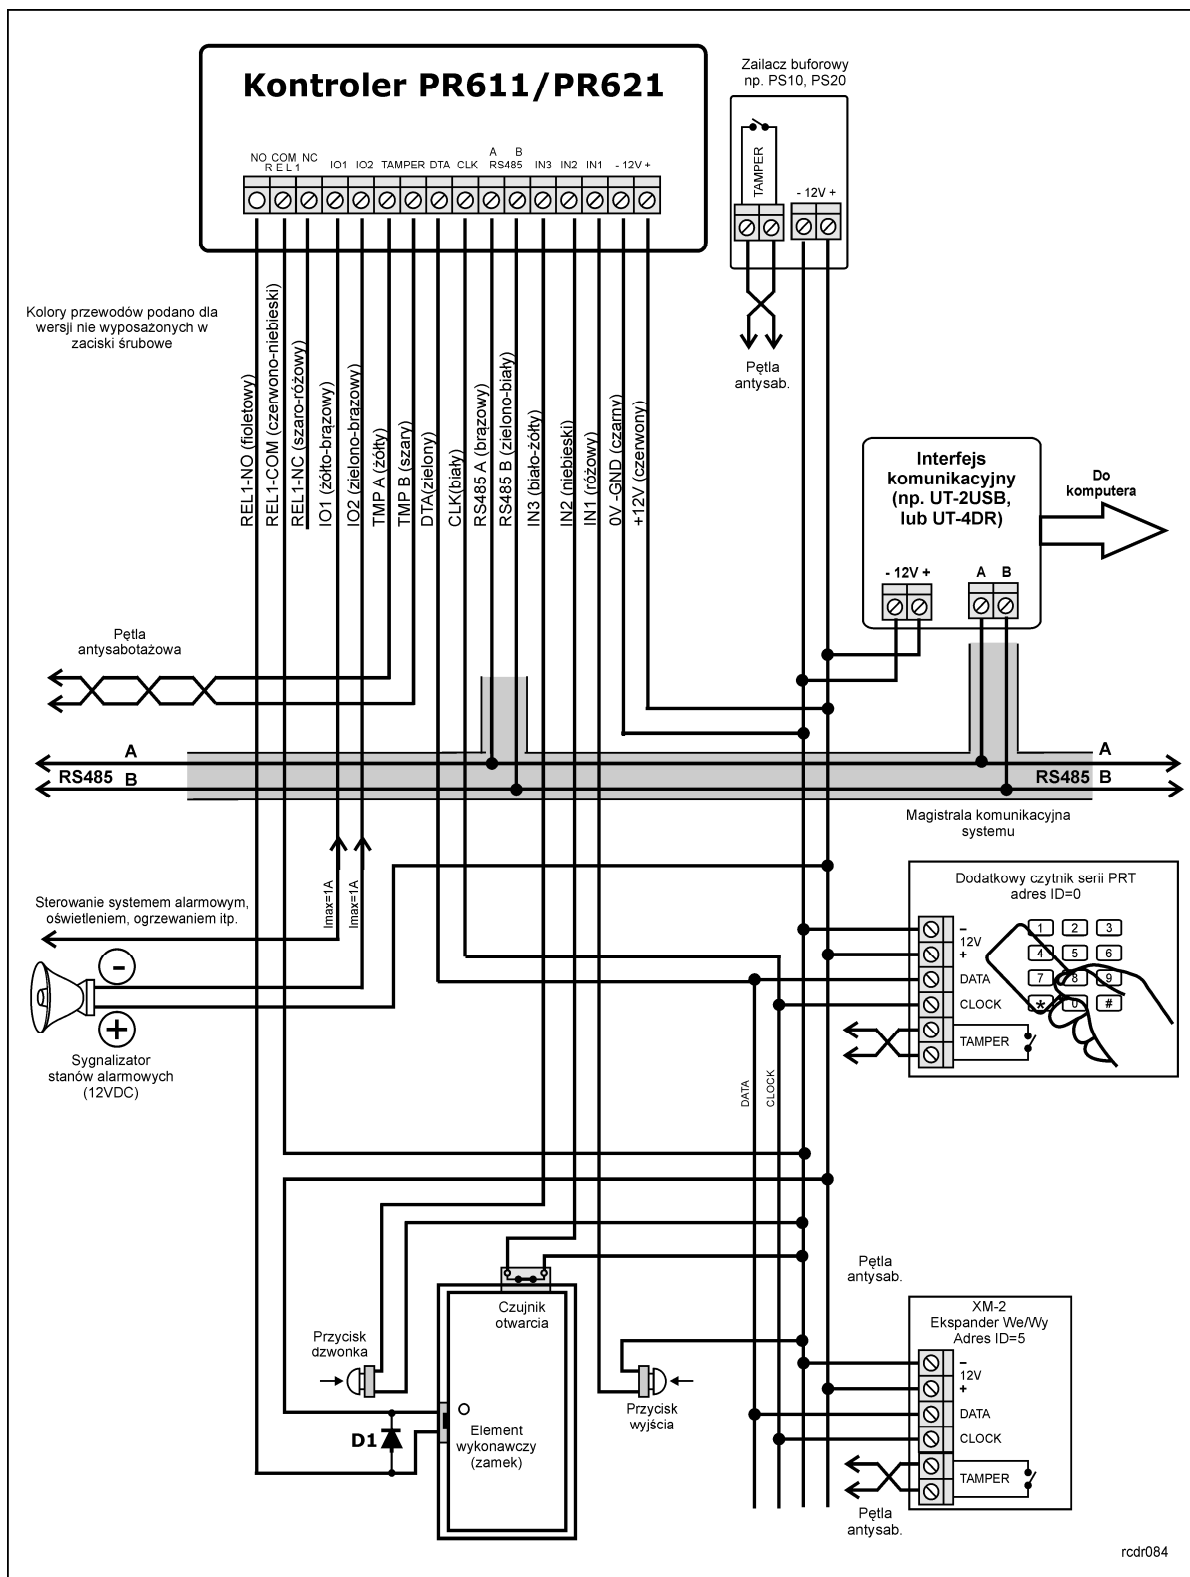 Kontroler PR611/PR621
NO COM NC
REL1
IO1
IO2
TAMPER
DTA
CLK
A B
RS485
IN3
IN2
IN1
- 12V +
Zailacz buforowy
np. PS10, PS20
TAMPER
- 12V +
Pętla
antysab.
Kolory przewodów podano dla
wersji nie wyposażonych w
zaciski śrubowe
REL1-NO (fioletowy)
REL1-COM (czerwono-niebieski)
REL1-NC (szaro-różowy)
IO1 (żółto-brązowy)
IO2 (zielono-brazowy)
TMP A (żółty)
TMP B (szary)
DTA(zielony)
CLK(biały)
RS485 A (brązowy)
RS485 B (zielono-biały)
IN3 (biało-żółty)
IN2 (niebieski)
IN1 (różowy)
0V -GND (czarny)
+12V (czerwony)
Interfejs
komunikacyjny
(np. UT-2USB,
lub UT-4DR)
- 12V +
A B
Do
komputera
Pętla
antysabotażowa
A
RS485 B
A
RS485 B
Magistrala komunikacyjna
systemu
Imax=1A
Imax=1A
Sterowanie systemem alarmowym,
oświetleniem, ogrzewaniem itp.
-
+
Sygnalizator
stanów alarmowych
(12VDC)
Dodatkowy czytnik serii PRT
adres ID=0
-
12V
+
DATA
CLOCK
TAMPER
1 2 3
4 5 6
7 8 9
* 0 #
DATA
CLOCK
Czujnik
otwarcia
Przycisk
dzwonka
D1
Element
wykonawczy
(zamek)
Przycisk
wyjścia
Pętla
antysab.
XM-2
Ekspander We/Wy
Adres ID=5
-
12V
+
DATA
CLOCK
TAMPER
Pętla
antysab.
rcdr084